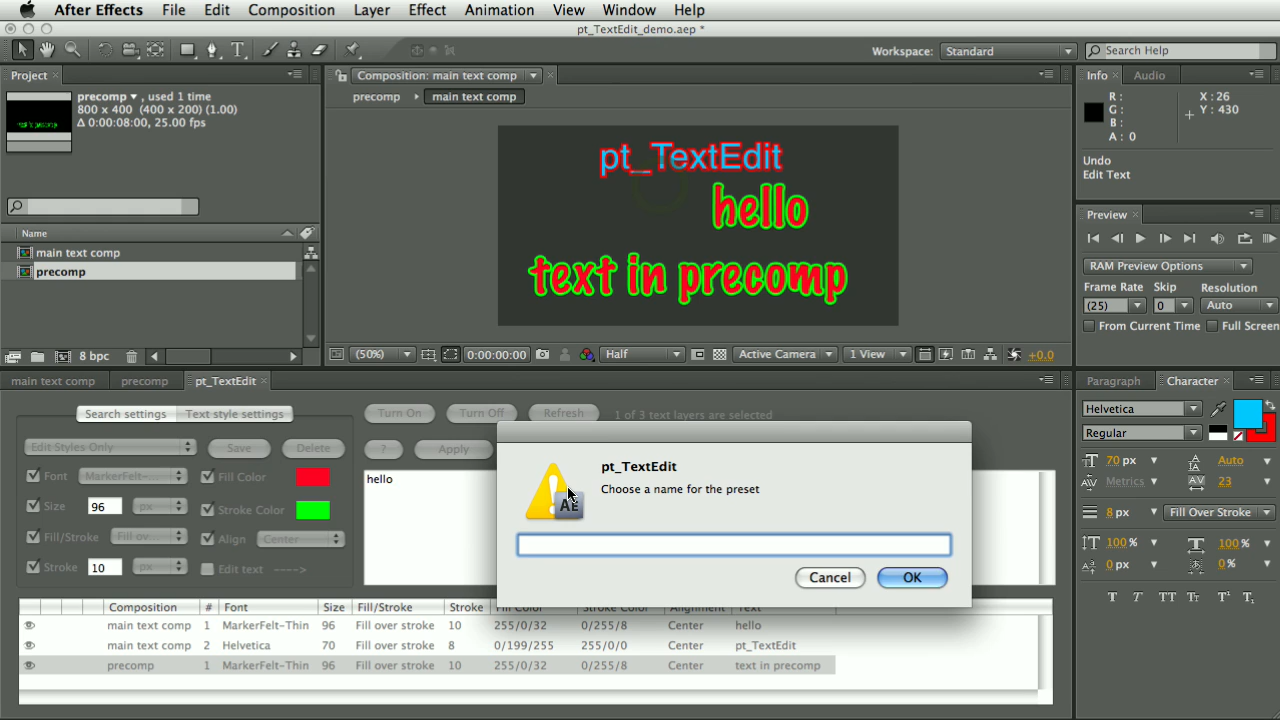 After Effects File Edit Composition Layer Effect Animation View Window Help
pt_TextEdit_demo.aep *
Workspace: Standard Search Help
Project
precomp , used 1 time
800 x 400 (400 x 200) (1.00)
Δ 0:00:08:00, 25.00 fps
Name
main text comp
precomp
8 bpc
Composition: main text comp
precomp main text comp
pt_TextEdit
hello
text in precomp
(50%) 0:00:00:00 Half Active Camera 1 View +0.0
Info Audio
R: X : 26
G: Y : 430
B:
A : 0
Undo
Edit Text
Preview
RAM Preview Options
Frame Rate Skip Resolution
(25) 0 Auto
From Current Time Full Screen
main text comp precomp pt_TextEdit
Search settings Text style settings
Turn On Turn Off Refresh 1 of 3 text layers are selected
Edit Styles Only Save Delete ? Apply
Font MarkerFelt-... Fill Color
Size 96 px Stroke Color
Fill/Stroke Fill ov... Align Center
Stroke 10 px Edit text ---->
hello
pt_TextEdit
Choose a name for the preset
Cancel OK
Composition # Font Size Fill/Stroke Stroke Fill Color Stroke Color Alignment Text
main text comp 1 MarkerFelt-Thin 96 Fill over stroke 10 255/0/32 0/255/8 Center hello
main text comp 2 Helvetica 70 Fill over stroke 8 0/199/255 255/0/0 Center pt_TextEdit
precomp 1 MarkerFelt-Thin 96 Fill over stroke 10 255/0/32 0/255/8 Center text in precomp
Paragraph Character
Helvetica
Regular
70 px Auto
Metrics 23
8 px Fill Over Stroke
100 % 100 %
0 px 0 %